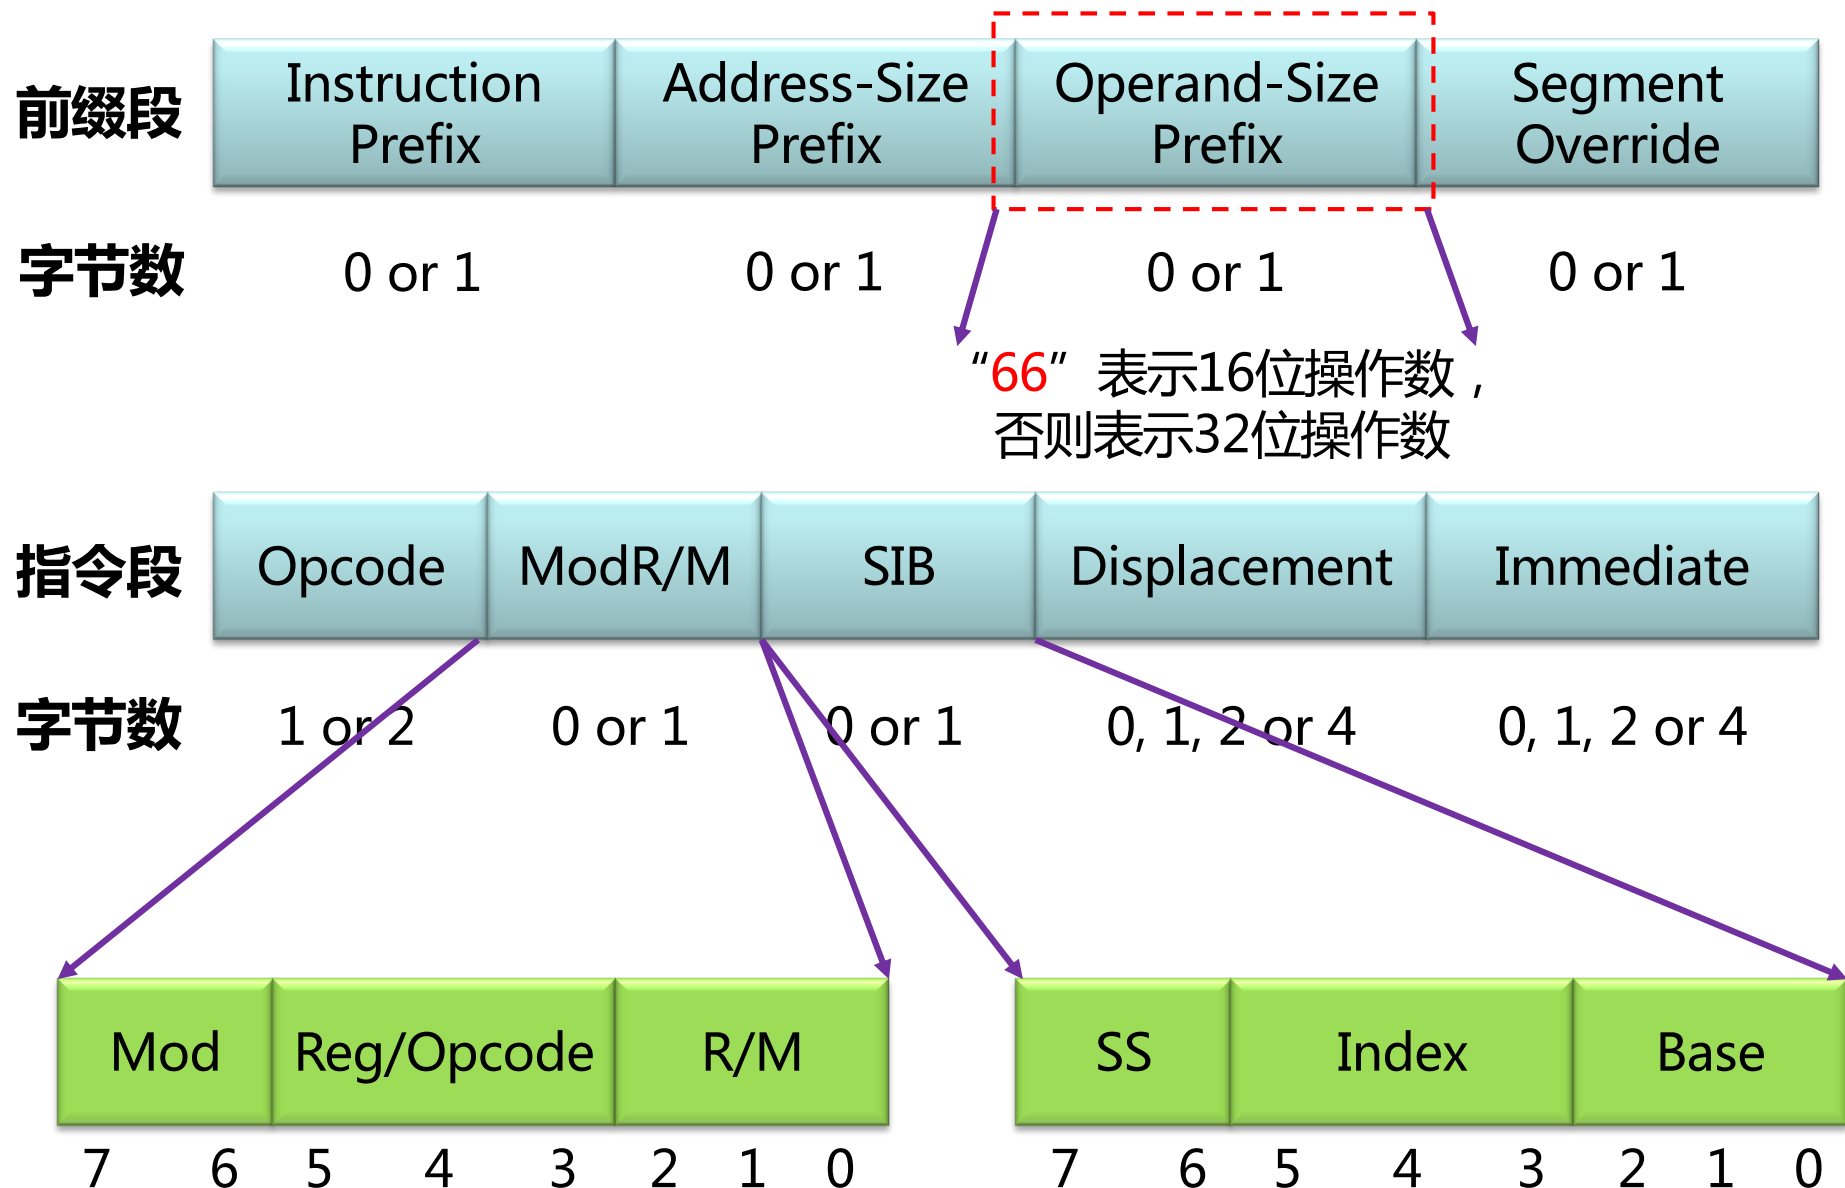 前缀段
Instruction Prefix
Address-Size Prefix
Operand-Size Prefix
Segment Override
字节数
0 or 1
0 or 1
0 or 1
0 or 1
“66”表示16位操作数，
否则表示32位操作数
指令段
Opcode
ModR/M
SIB
Displacement
Immediate
字节数
1 or 2
0 or 1
0 or 1
0, 1, 2 or 4
0, 1, 2 or 4
Mod
Reg/Opcode
R/M
SS
Index
Base
7 6 5 4 3 2 1 0
7 6 5 4 3 2 1 0